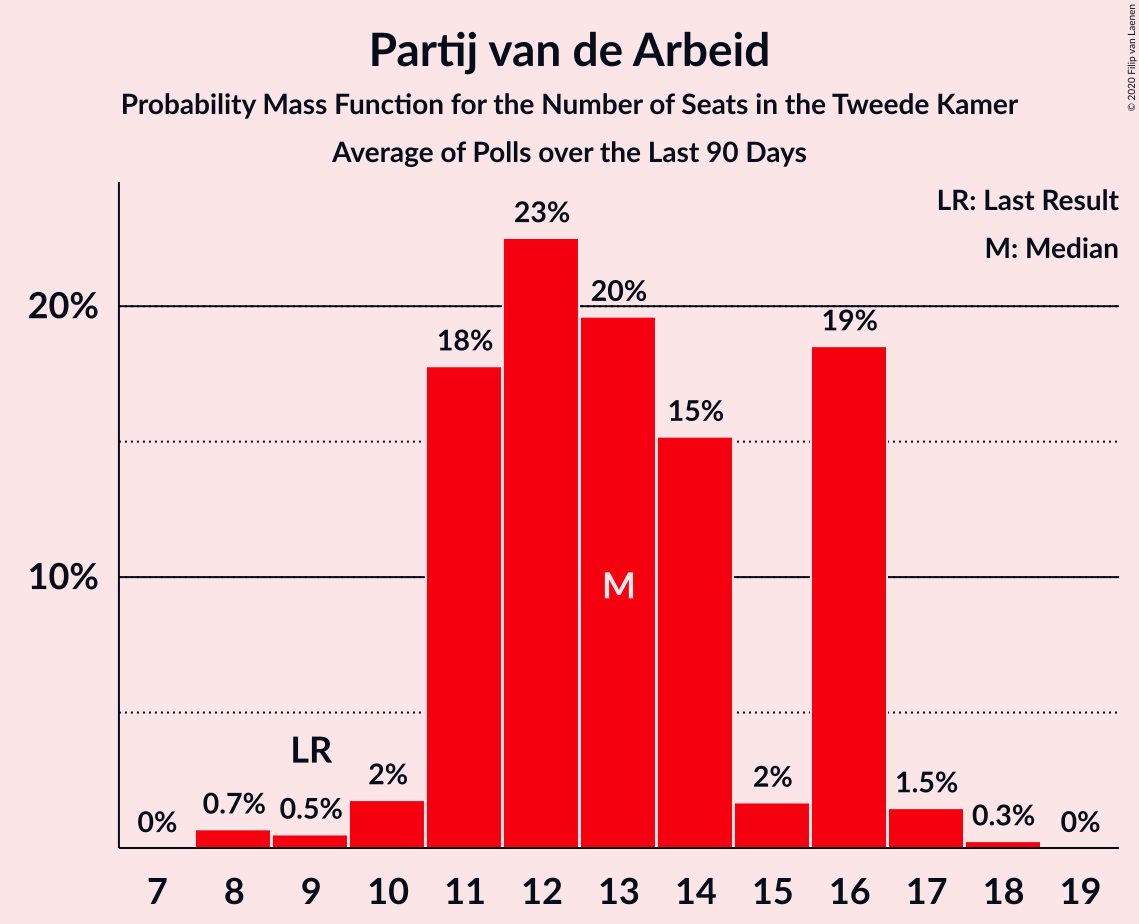 Partij van de Arbeid
Probability Mass Function for the Number of Seats in the Tweede Kamer
Average of Polls over the Last 90 Days
© 2020 Filip van Laenen
LR: Last Result
M: Median
20%
10%
0%
0.7%
0.5%
LR
2%
18%
23%
20%
M
15%
2%
19%
1.5%
0.3%
0%
7 8 9 10 11 12 13 14 15 16 17 18 19